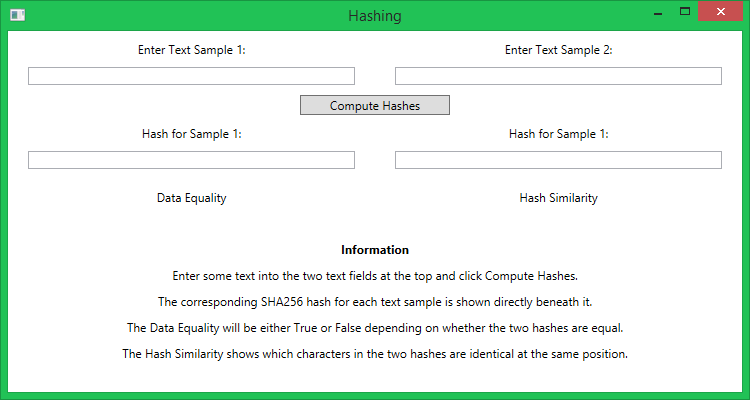 Hashing
Enter Text Sample 1:
Enter Text Sample 2:
Compute Hashes
Hash for Sample 1:
Hash for Sample 1:
Data Equality
Hash Similarity
Information
Enter some text into the two text fields at the top and click Compute Hashes.
The corresponding SHA256 hash for each text sample is shown directly beneath it.
The Data Equality will be either True or False depending on whether the two hashes are equal.
The Hash Similarity shows which characters in the two hashes are identical at the same position.